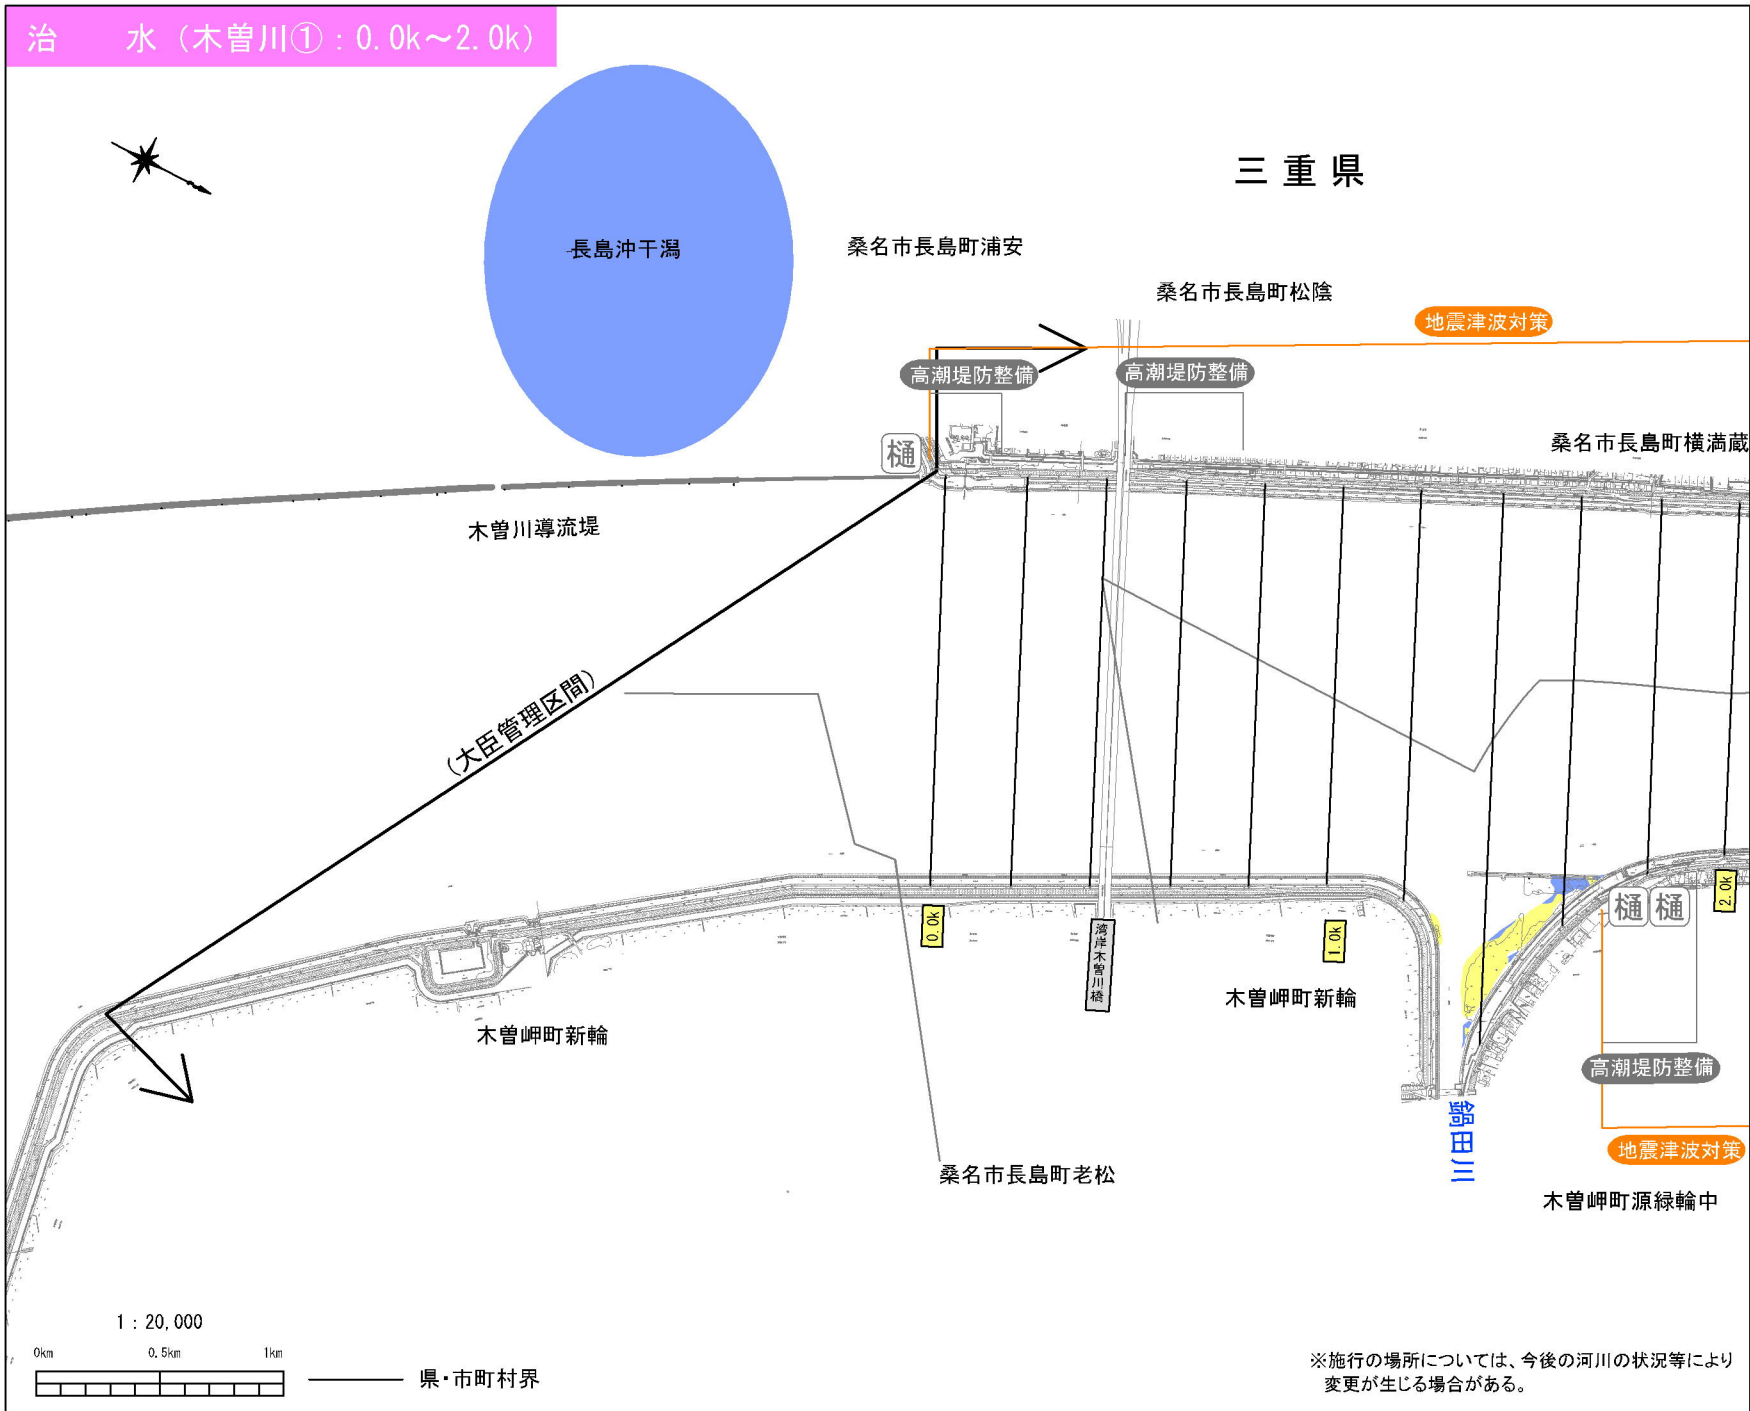 治　　水（木曽川①：0.0k～2.0k）
三重県
長島沖干潟
桑名市長島町浦安
桑名市長島町松陰
地震津波対策
高潮堤防整備
高潮堤防整備
樋
桑名市長島町横満蔵
木曽川導流堤
（大臣管理区間）
0.0k
湾岸木曽川橋
1.0k
2.0k
樋
樋
木曽岬町新輪
木曽岬町新輪
高潮堤防整備
鍋田川
地震津波対策
桑名市長島町老松
木曽岬町源緑輪中
1：20,000
0km 0.5km 1km
県・市町村界
※施行の場所については、今後の河川の状況等により
変更が生じる場合がある。